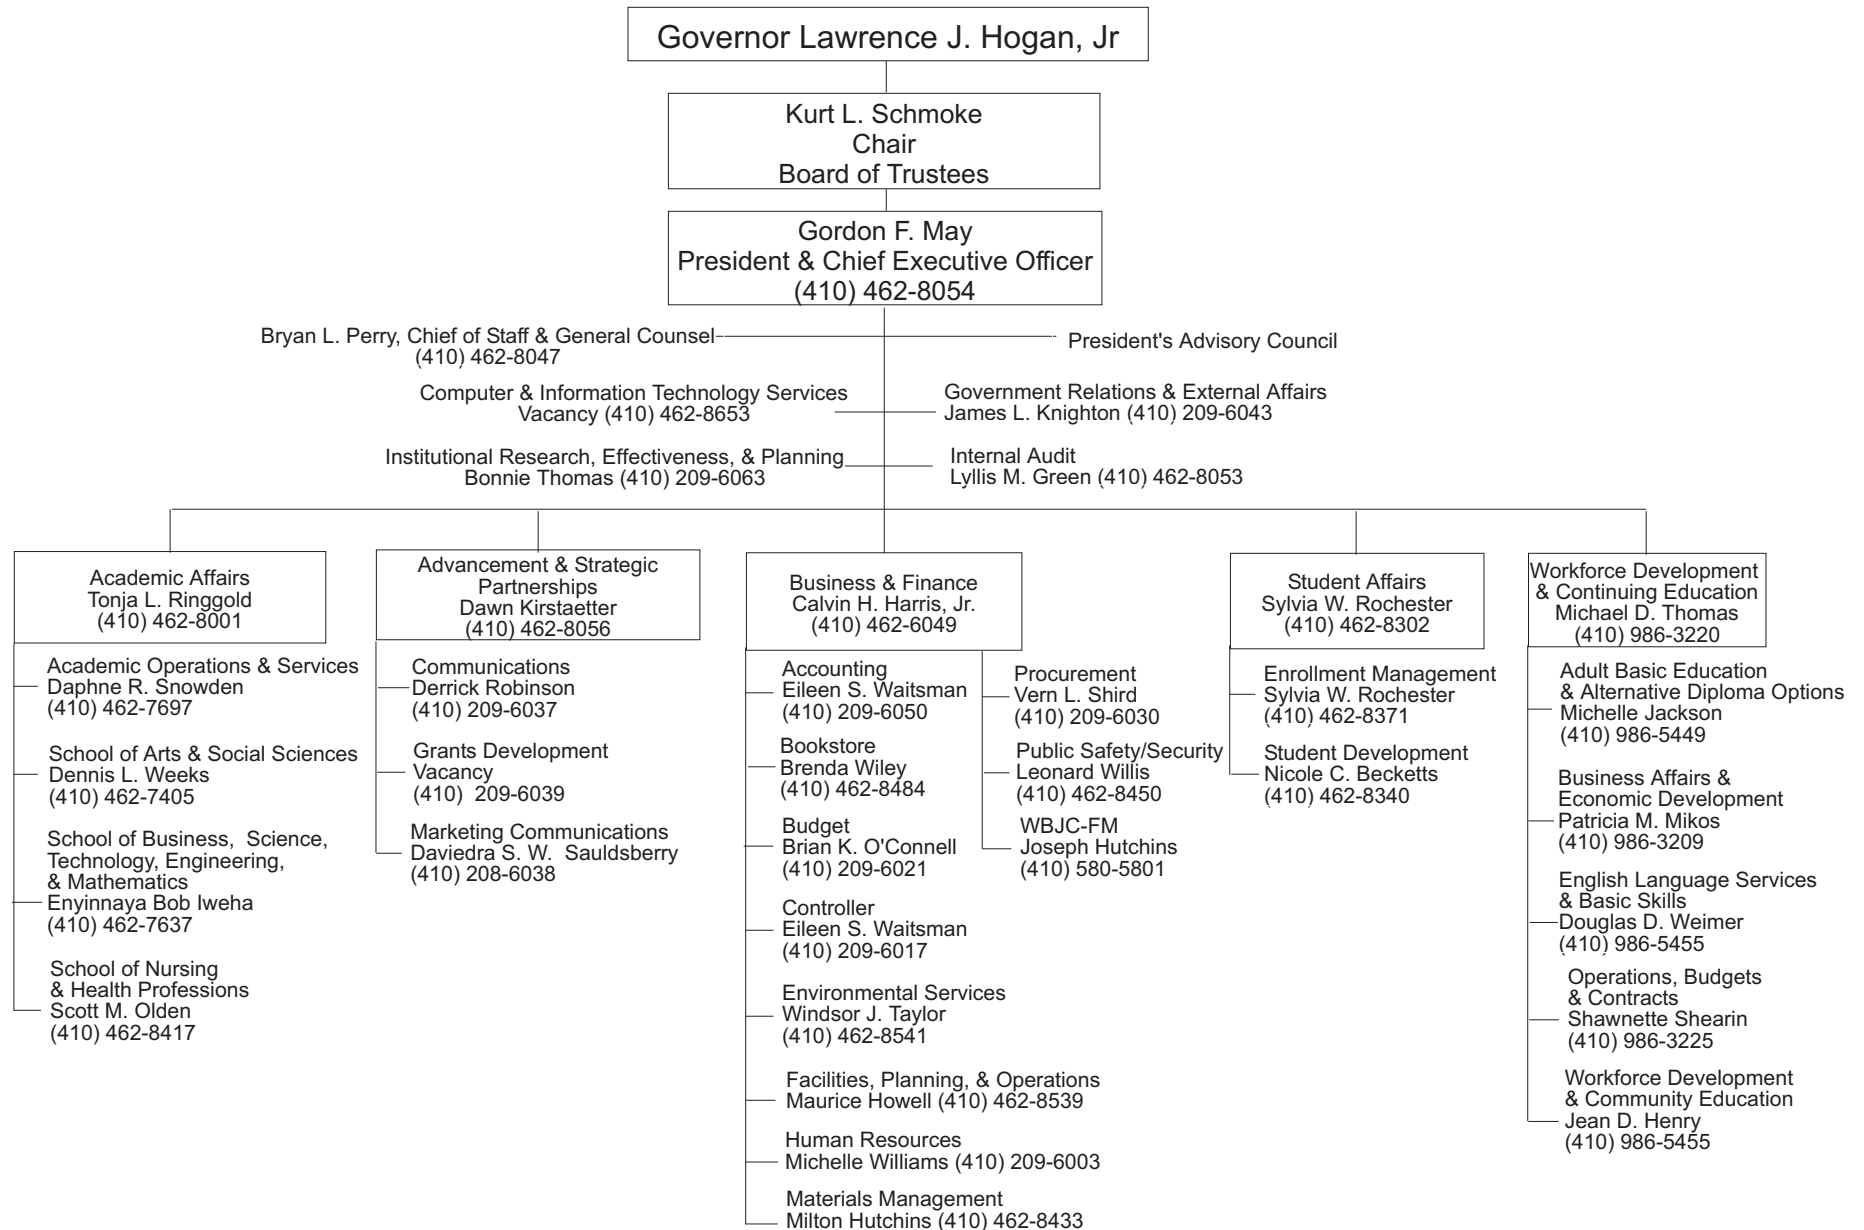 Governor Lawrence J. Hogan, Jr
Kurt L. Schmoke
Chair
Board of Trustees
Gordon F. May
President & Chief Executive Officer
(410) 462-8054
Bryan L. Perry, Chief of Staff & General Counsel
(410) 462-8047
President's Advisory Council
Computer & Information Technology Services
Vacancy (410) 462-8653
Government Relations & External Affairs
James L. Knighton (410) 209-6043
Institutional Research, Effectiveness, & Planning
Bonnie Thomas (410) 209-6063
Internal Audit
Lyllis M. Green (410) 462-8053
Academic Affairs
Tonja L. Ringgold
(410) 462-8001
Academic Operations & Services
Daphne R. Snowden
(410) 462-7697
School of Arts & Social Sciences
Dennis L. Weeks
(410) 462-7405
School of Business, Science,
Technology, Engineering,
& Mathematics
Enyinnaya Bob Iweha
(410) 462-7637
School of Nursing
& Health Professions
Scott M. Olden
(410) 462-8417
Advancement & Strategic
Partnerships
Dawn Kirstaetter
(410) 462-8056
Communications
Derrick Robinson
(410) 209-6037
Grants Development
Vacancy
(410) 209-6039
Marketing Communications
Daviedra S. W. Sauldsberry
(410) 208-6038
Business & Finance
Calvin H. Harris, Jr.
(410) 462-6049
Accounting
Eileen S. Waitsman
(410) 209-6050
Bookstore
Brenda Wiley
(410) 462-8484
Budget
Brian K. O'Connell
(410) 209-6021
Controller
Eileen S. Waitsman
(410) 209-6017
Environmental Services
Windsor J. Taylor
(410) 462-8541
Facilities, Planning, & Operations
Maurice Howell (410) 462-8539
Human Resources
Michelle Williams (410) 209-6003
Materials Management
Milton Hutchins (410) 462-8433
Procurement
Vern L. Shird
(410) 209-6030
Public Safety/Security
Leonard Willis
(410) 462-8450
WBJC-FM
Joseph Hutchins
(410) 580-5801
Student Affairs
Sylvia W. Rochester
(410) 462-8302
Enrollment Management
Sylvia W. Rochester
(410) 462-8371
Student Development
Nicole C. Becketts
(410) 462-8340
Workforce Development
& Continuing Education
Michael D. Thomas
(410) 986-3220
Adult Basic Education
& Alternative Diploma Options
Michelle Jackson
(410) 986-5449
Business Affairs &
Economic Development
Patricia M. Mikos
(410) 986-3209
English Language Services
& Basic Skills
Douglas D. Weimer
(410) 986-5455
Operations, Budgets
& Contracts
Shawnette Shearin
(410) 986-3225
Workforce Development
& Community Education
Jean D. Henry
(410) 986-5455